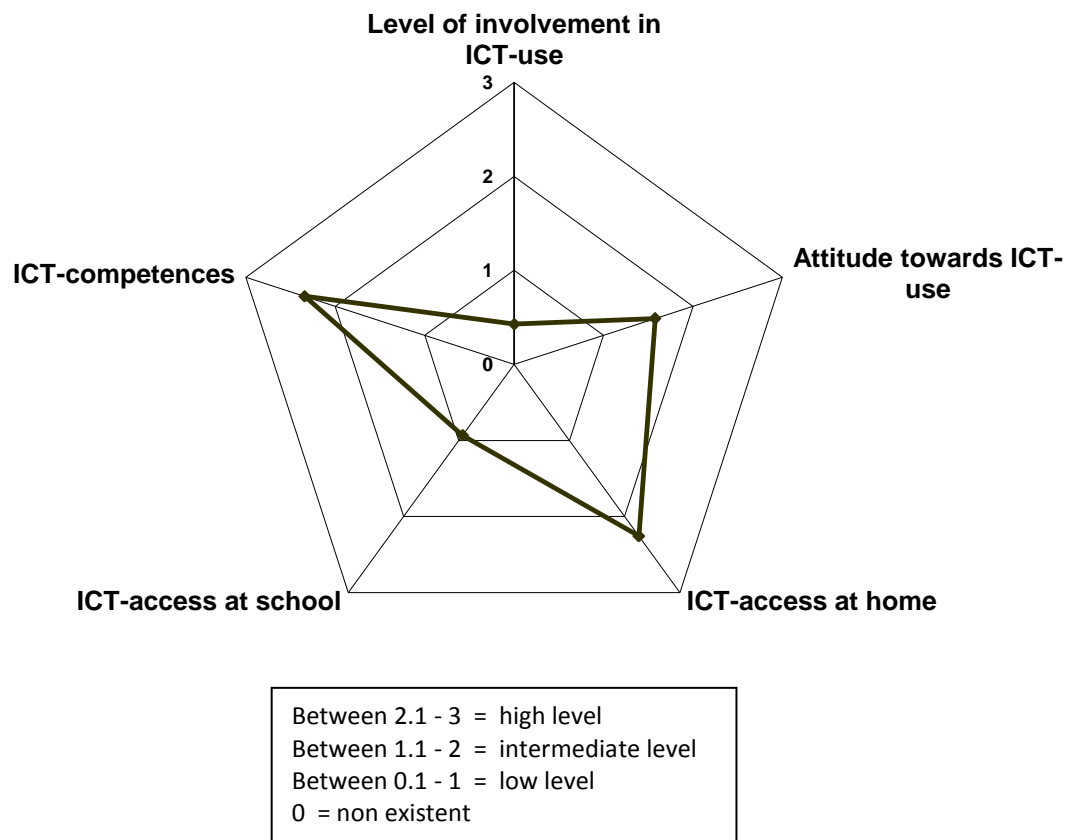 Level of involvement in
ICT-use
3
2
1
0
Attitude towards ICT-
use
ICT-competences
ICT-access at school
ICT-access at home
Between 2.1 - 3 = high level
Between 1.1 - 2 = intermediate level
Between 0.1 - 1 = low level
0 = non existent